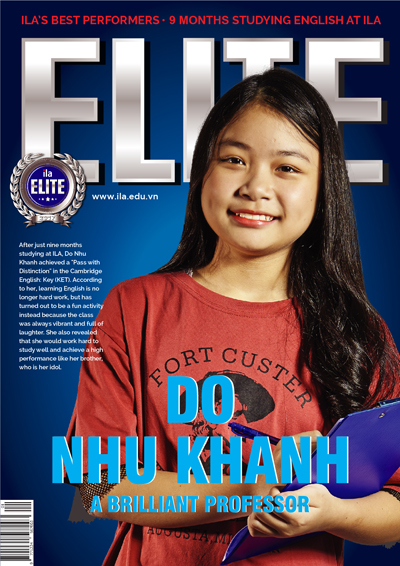 ILA'S BEST PERFORMERS • 9 MONTHS STUDYING ENGLISH AT ILA
ELITE
ila
ELITE
www.ila.edu.vn
After just nine months
studying at ILA, Do Nhu
Khanh achieved a "Pass with
Distinction" in the Cambridge
English: Key (KET). According
to her, learning English is no
longer hard work, but has
turned out to be a fun activity
instead because the class
was always vibrant and full of
laughter. She also revealed
that she would work hard to
study well and achieve a high
performance like her brother,
who is her idol.
FORT CUSTER
DO
NHU KHANH
A BRILLIANT PROFESSOR